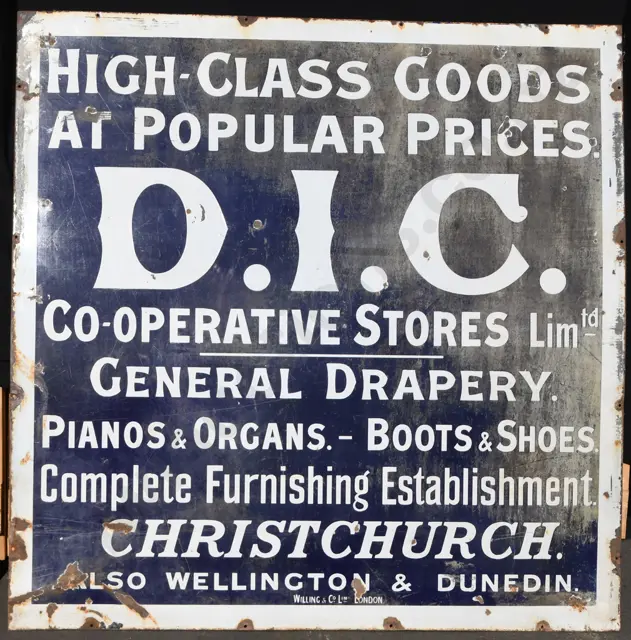 HIGH-CLASS GOODS
AT POPULAR PRICES.
D.I.C.
CO-OPERATIVE STORES Limtd
GENERAL DRAPERY.
PIANOS & ORGANS. - BOOTS & SHOES.
Complete Furnishing Establishment.
CHRISTCHURCH.
ALSO WELLINGTON & DUNEDIN.
WILLING & Co LTD LONDON